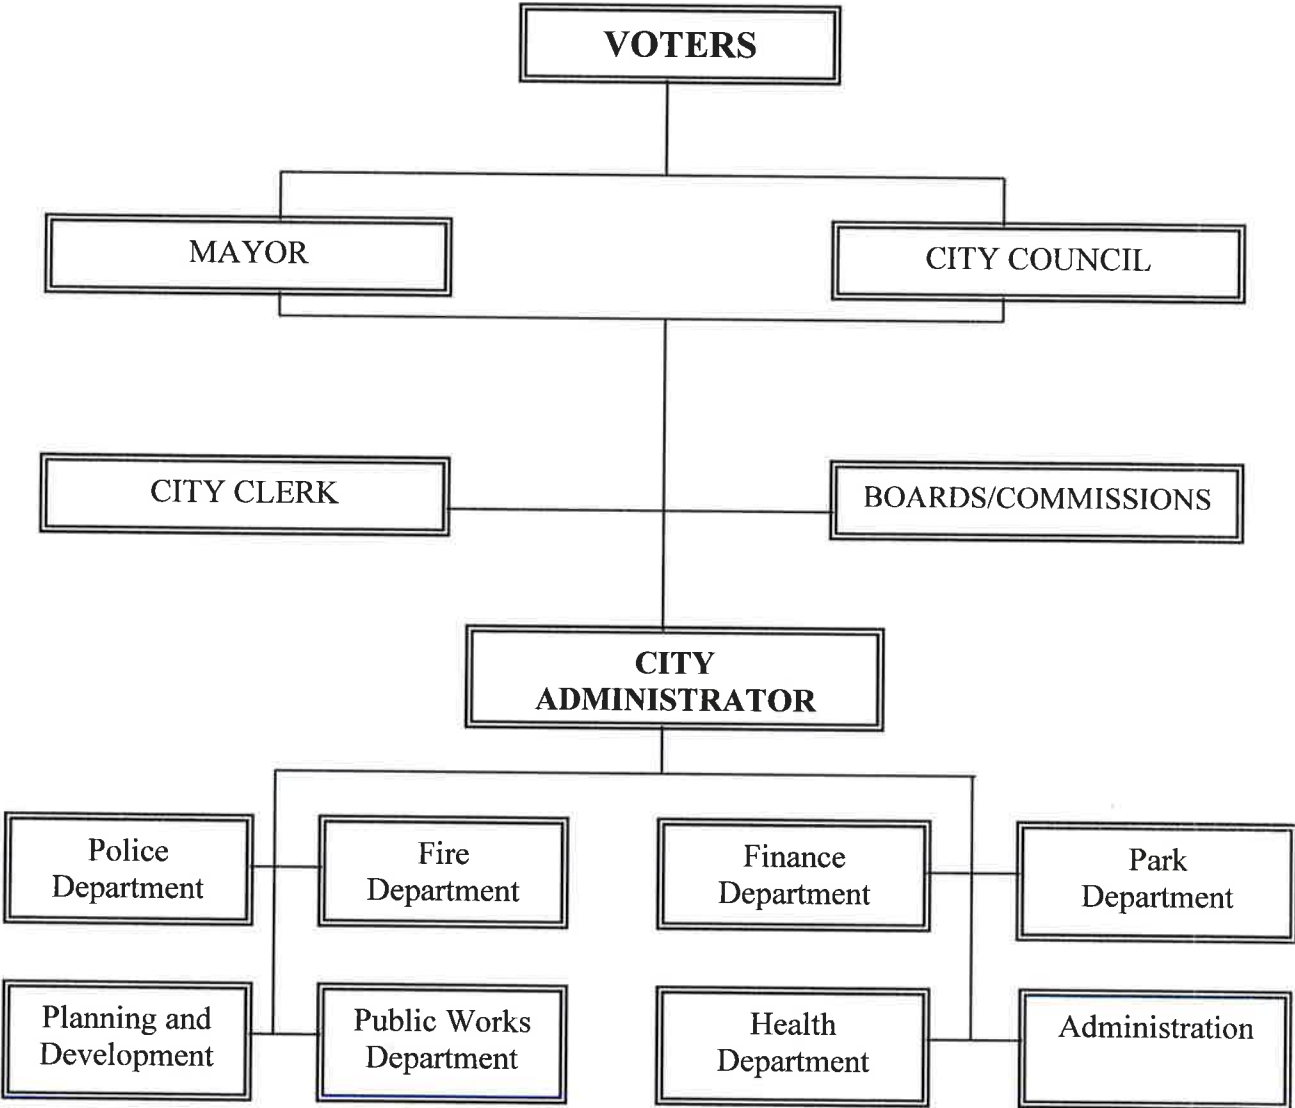 VOTERS
MAYOR
CITY COUNCIL
CITY CLERK
BOARDS/COMMISSIONS
CITY
ADMINISTRATOR
Police
Department
Fire
Department
Finance
Department
Park
Department
Planning and
Development
Public Works
Department
Health
Department
Administration